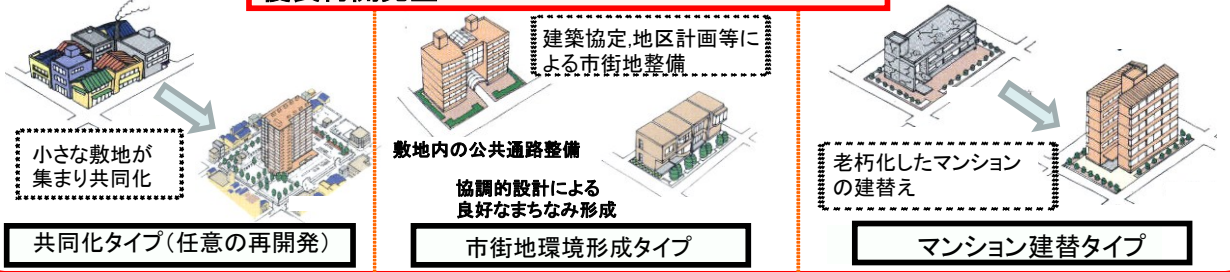 小さな敷地が
集まり共同化
共同化タイプ(任意の再開発)
建築協定,地区計画等に
よる市街地整備
敷地内の公共通路整備
協調的設計による
良好なまちなみ形成
市街地環境形成タイプ
老朽化したマンション
の建替え
マンション建替タイプ